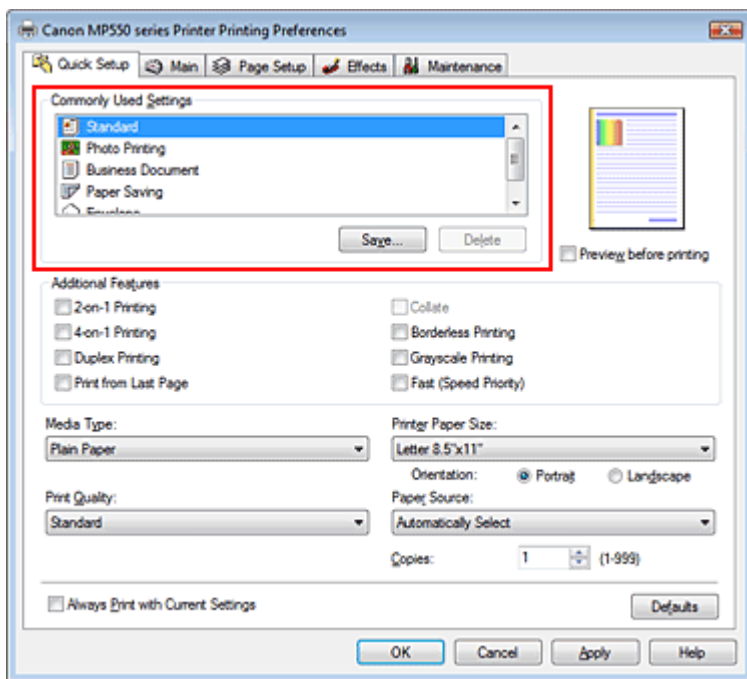 Canon MP550 series Printer Printing Preferences
Quick Setup Main Page Setup Effects Maintenance
Commonly Used Settings
Standard
Photo Printing
Business Document
Paper Saving
Envelope
Save... Delete
Preview before printing
Additional Features
2-on-1 Printing Collate
4-on-1 Printing Borderless Printing
Duplex Printing Grayscale Printing
Print from Last Page Fast (Speed Priority)
Media Type: Printer Paper Size:
Plain Paper Letter 8.5"x11"
Orientation: Portrait Landscape
Print Quality: Paper Source:
Standard Automatically Select
Copies: 1 (1-999)
Always Print with Current Settings Defaults
OK Cancel Apply Help